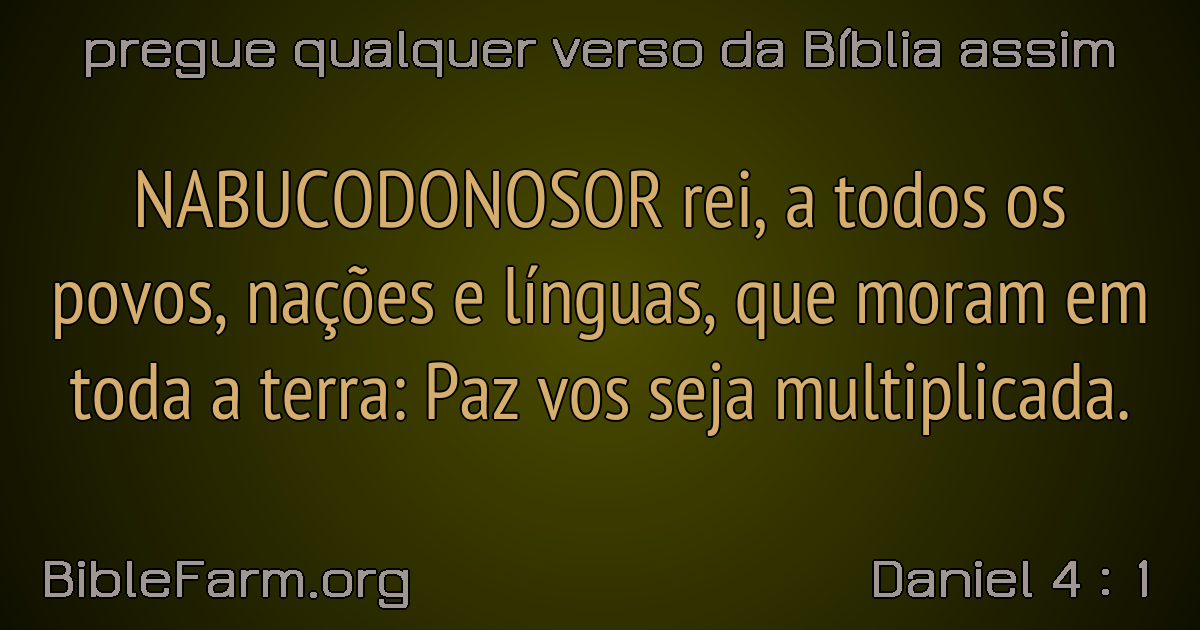 pregue qualquer verso da Bíblia assim
NABUCODONOSOR rei, a todos os
povos, nações e línguas, que moram em
toda a terra: Paz vos seja multiplicada.
BibleFarm.org
Daniel 4 : 1